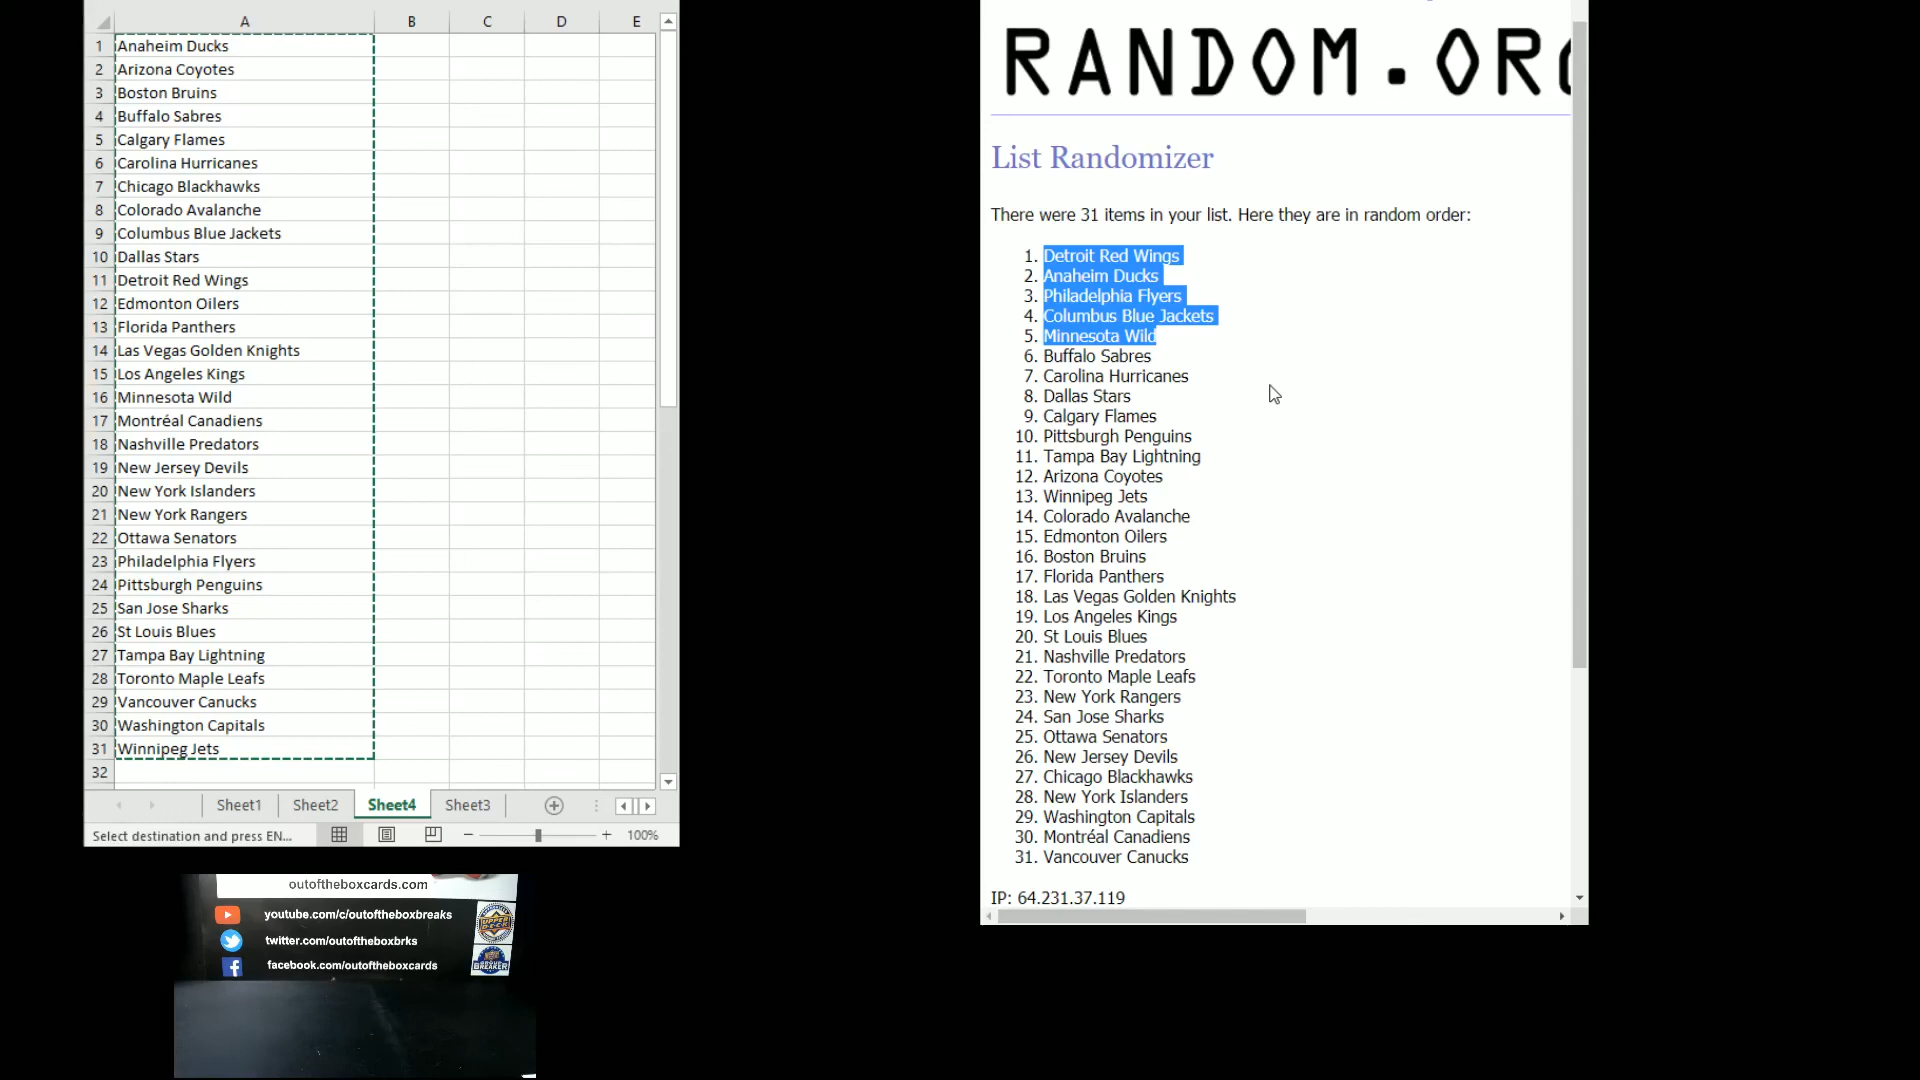 A B C D E
1 Anaheim Ducks
2 Arizona Coyotes
3 Boston Bruins
4 Buffalo Sabres
5 Calgary Flames
6 Carolina Hurricanes
7 Chicago Blackhawks
8 Colorado Avalanche
9 Columbus Blue Jackets
10 Dallas Stars
11 Detroit Red Wings
12 Edmonton Oilers
13 Florida Panthers
14 Las Vegas Golden Knights
15 Los Angeles Kings
16 Minnesota Wild
17 Montréal Canadiens
18 Nashville Predators
19 New Jersey Devils
20 New York Islanders
21 New York Rangers
22 Ottawa Senators
23 Philadelphia Flyers
24 Pittsburgh Penguins
25 San Jose Sharks
26 St Louis Blues
27 Tampa Bay Lightning
28 Toronto Maple Leafs
29 Vancouver Canucks
30 Washington Capitals
31 Winnipeg Jets
32
Sheet1 Sheet2 Sheet4 Sheet3
Select destination and press EN... 100%
outoftheboxcards.com
youtube.com/c/outoftheboxbreaks
twitter.com/outoftheboxbrks
facebook.com/outoftheboxcards
UPPER DECK
GROUP BREAKER
RANDOM.ORG
List Randomizer
There were 31 items in your list. Here they are in random order:
1. Detroit Red Wings
2. Anaheim Ducks
3. Philadelphia Flyers
4. Columbus Blue Jackets
5. Minnesota Wild
6. Buffalo Sabres
7. Carolina Hurricanes
8. Dallas Stars
9. Calgary Flames
10. Pittsburgh Penguins
11. Tampa Bay Lightning
12. Arizona Coyotes
13. Winnipeg Jets
14. Colorado Avalanche
15. Edmonton Oilers
16. Boston Bruins
17. Florida Panthers
18. Las Vegas Golden Knights
19. Los Angeles Kings
20. St Louis Blues
21. Nashville Predators
22. Toronto Maple Leafs
23. New York Rangers
24. San Jose Sharks
25. Ottawa Senators
26. New Jersey Devils
27. Chicago Blackhawks
28. New York Islanders
29. Washington Capitals
30. Montréal Canadiens
31. Vancouver Canucks
IP: 64.231.37.119